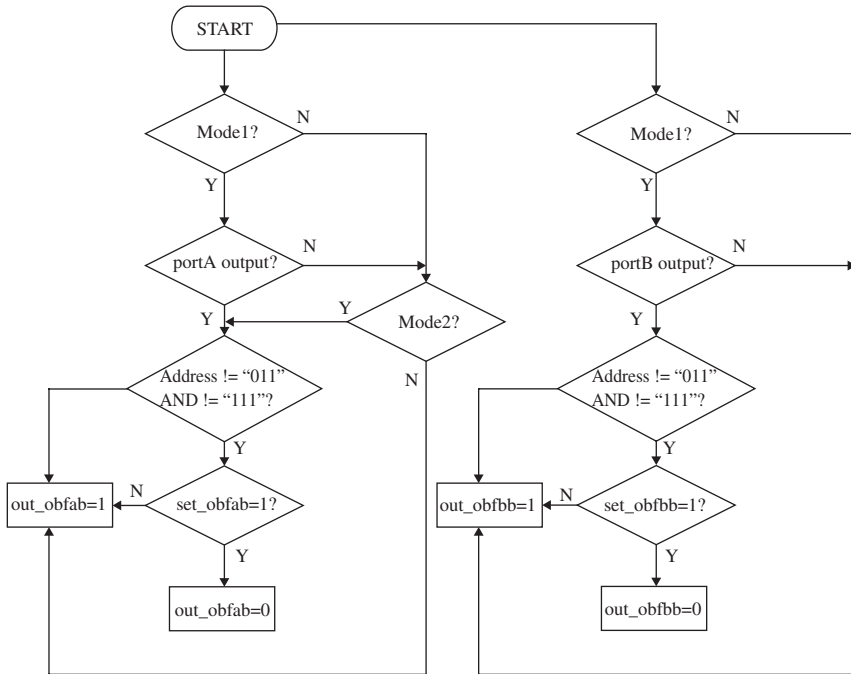 START
Mode1?
N
Y
portA output?
N
Y
Mode2?
Y
N
Address != “011”
AND != “111”?
Y
set_obfab=1?
N
Y
out_obfab=1
out_obfab=0
Mode1?
N
Y
portB output?
N
Y
Address != “011”
AND != “111”?
Y
set_obfbb=1?
N
Y
out_obfbb=1
out_obfbb=0